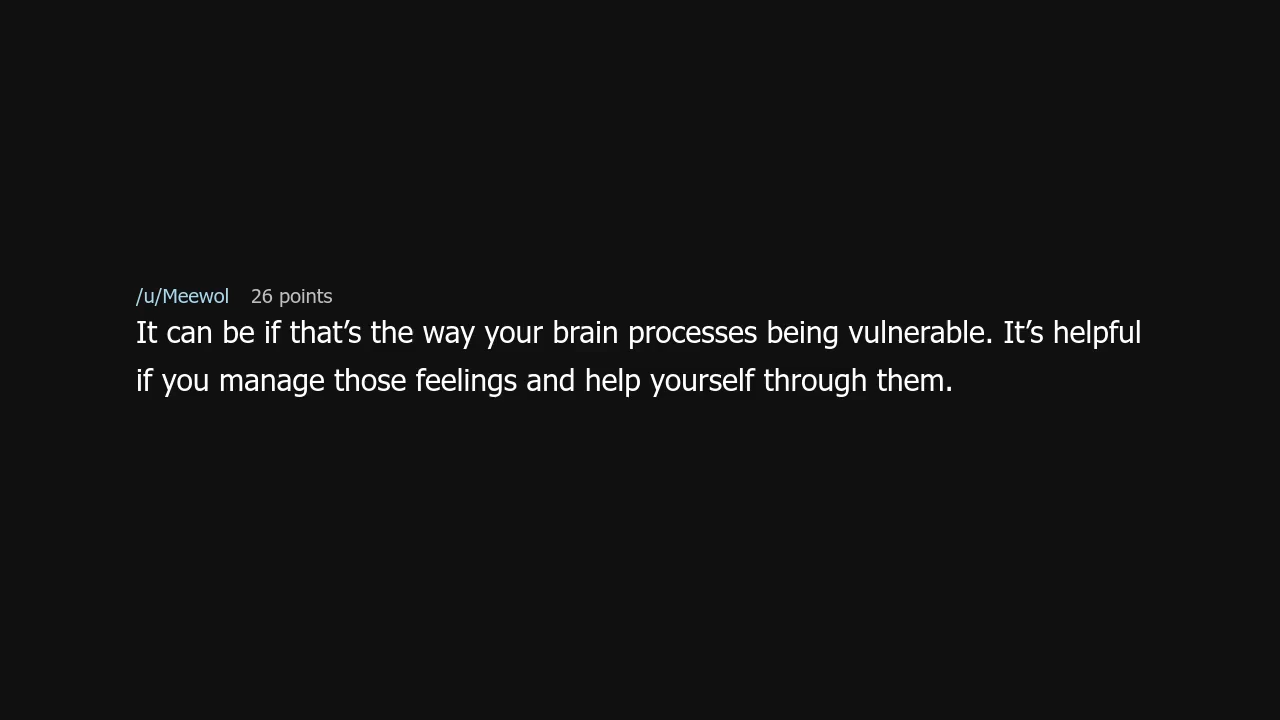 /u/Meewol 26 points
It can be if that’s the way your brain processes being vulnerable. It’s helpful
if you manage those feelings and help yourself through them.